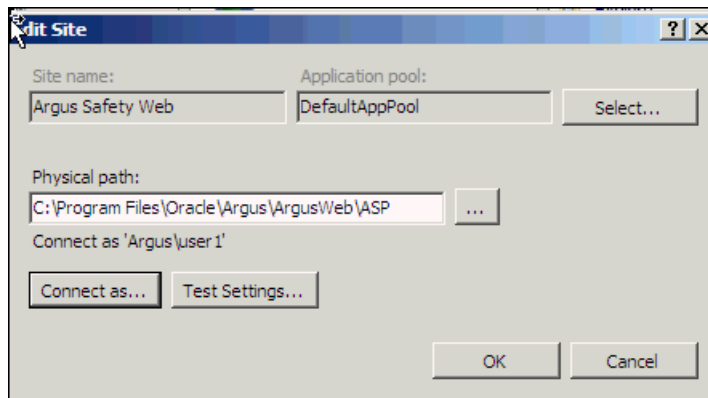 Edit Site
Site name:
Application pool:
Argus Safety Web
DefaultAppPool
Select...
Physical path:
C:\Program Files\Oracle\Argus\ArgusWeb\ASP
...
Connect as 'Argus\user1'
Connect as...
Test Settings...
OK
Cancel